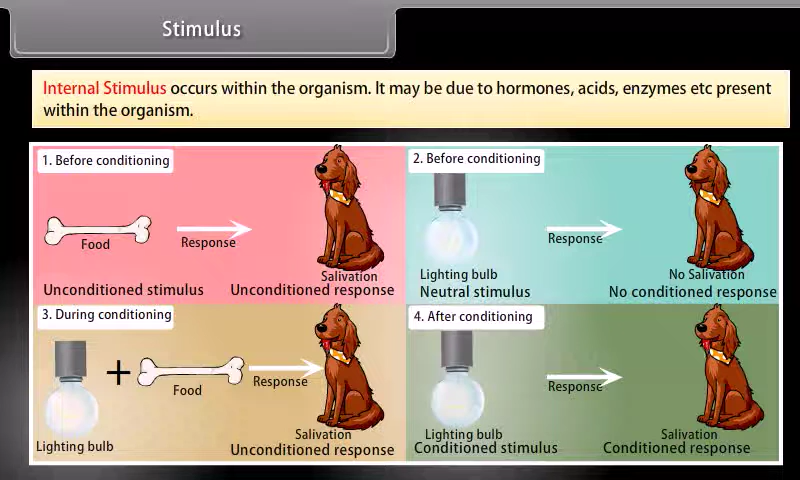 Stimulus
Internal Stimulus occurs within the organism. It may be due to hormones, acids, enzymes etc present
within the organism.
1. Before conditioning
Food
Response
Salivation
Unconditioned stimulus
Unconditioned response
2. Before conditioning
Response
Lighting bulb
No Salivation
Neutral stimulus
No conditioned response
3. During conditioning
+
Food
Response
Lighting bulb
Salivation
Unconditioned response
4. After conditioning
Response
Lighting bulb
Salivation
Conditioned stimulus
Conditioned response